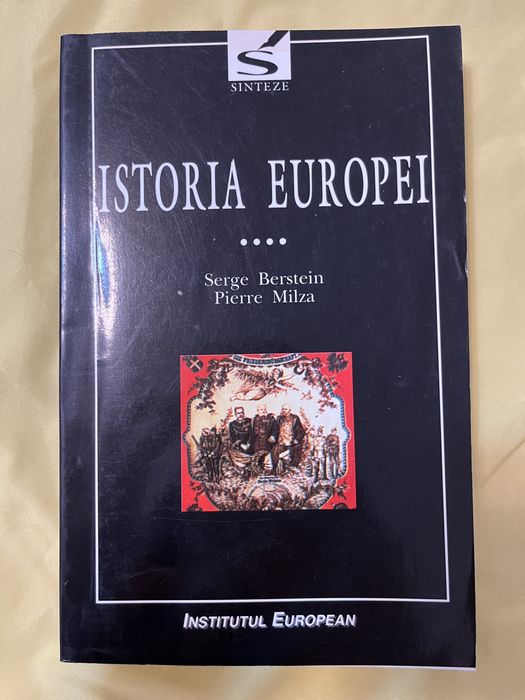 S
SINTEZE
ISTORIA EUROPEI
••••
Serge Berstein
Pierre Milza
INSTITUTUL EUROPEAN